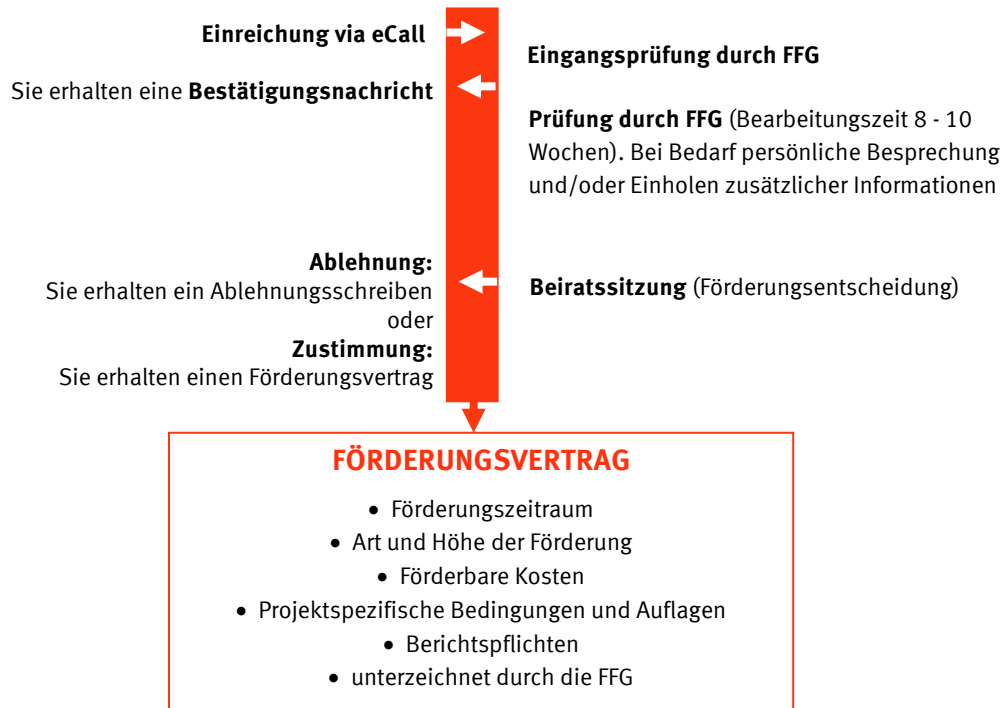 Einreichung via eCall
Eingangsprüfung durch FFG
Sie erhalten eine Bestätigungsnachricht
Prüfung durch FFG (Bearbeitungszeit 8 - 10
Wochen). Bei Bedarf persönliche Besprechung
und/oder Einholen zusätzlicher Informationen
Ablehnung:
Sie erhalten ein Ablehnungsschreiben
oder
Zustimmung:
Sie erhalten einen Förderungsvertrag
Beiratssitzung (Förderungsentscheidung)
FÖRDERUNGSVERTRAG
• Förderungszeitraum
• Art und Höhe der Förderung
• Förderbare Kosten
• Projektspezifische Bedingungen und Auflagen
• Berichtspflichten
• unterzeichnet durch die FFG